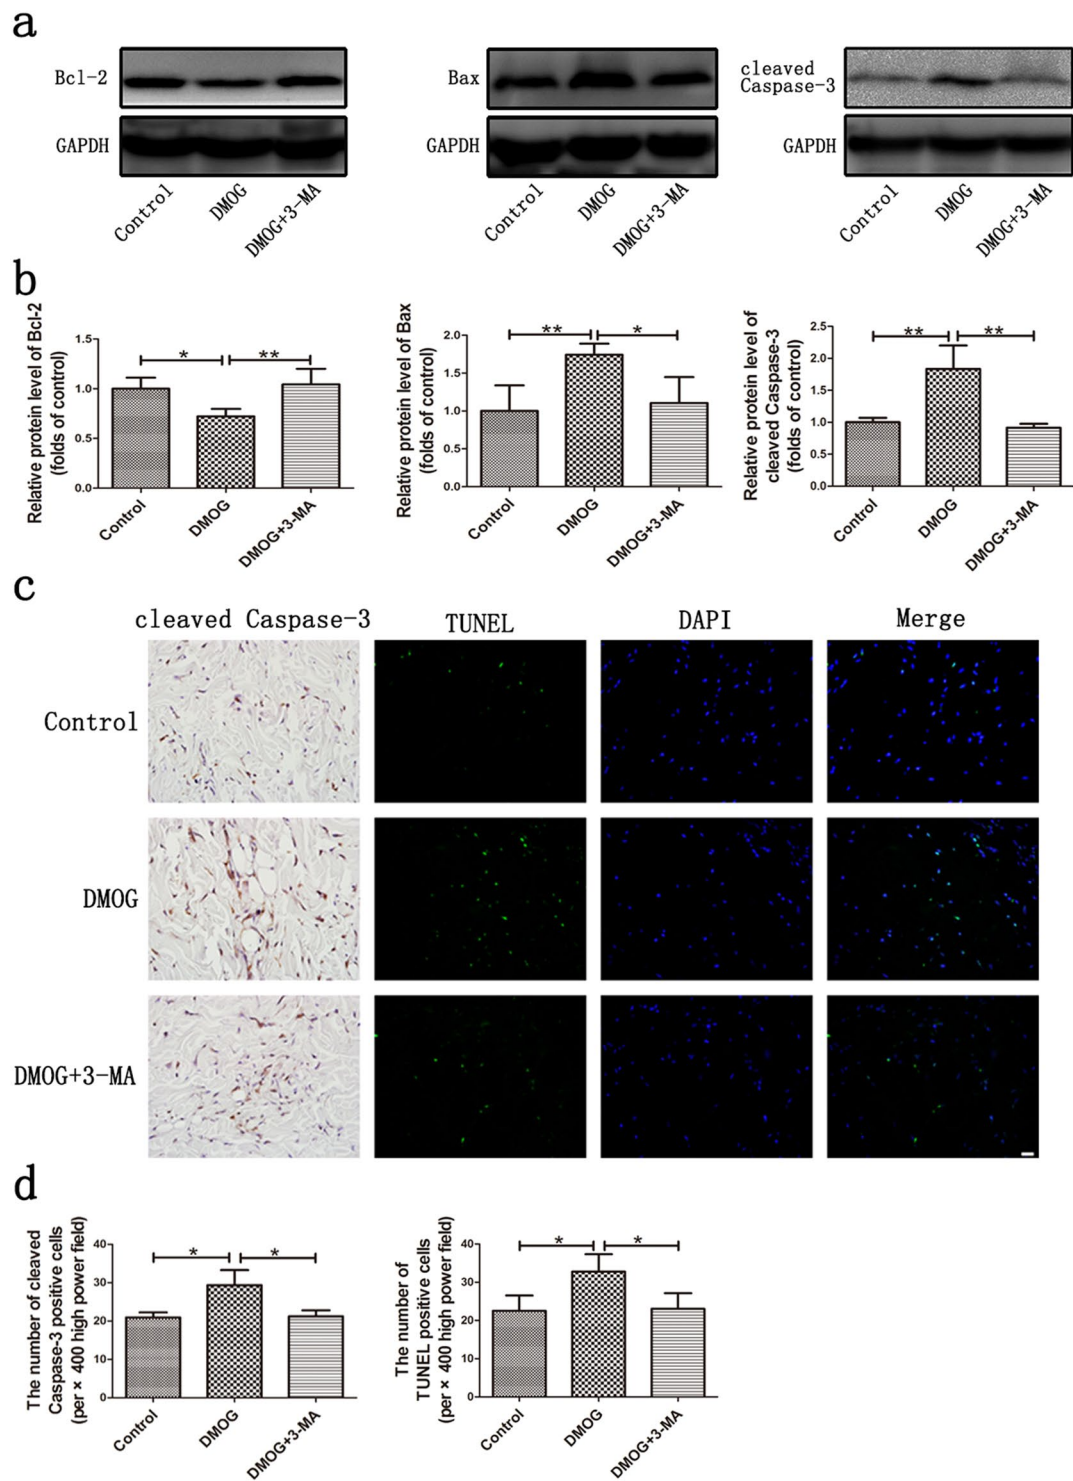 a
Bcl-2
GAPDH
Control
DMOG
DMOG+3-MA
Bax
GAPDH
Control
DMOG
DMOG+3-MA
cleaved
Caspase-3
GAPDH
Control
DMOG
DMOG+3-MA
b
Relative protein level of Bcl-2
(folds of control)
1.5
1.0
0.5
0.0
*
**
Control
DMOG
DMOG+3-MA
Relative protein level of Bax
(folds of control)
2.0
1.5
1.0
0.5
0.0
**
*
Control
DMOG
DMOG+3-MA
Relative protein level of
cleaved Caspase-3
(folds of control)
2.5
2.0
1.5
1.0
0.5
0.0
**
**
Control
DMOG
DMOG+3-MA
c
cleaved Caspase-3
TUNEL
DAPI
Merge
Control
DMOG
DMOG+3-MA
d
The number of cleaved
Caspase-3 positive cells
(per × 400 high power field)
40
30
20
10
0
*
*
Control
DMOG
DMOG+3-MA
The number of
TUNEL positive cells
(per × 400 high power field)
40
30
20
10
0
*
*
Control
DMOG
DMOG+3-MA